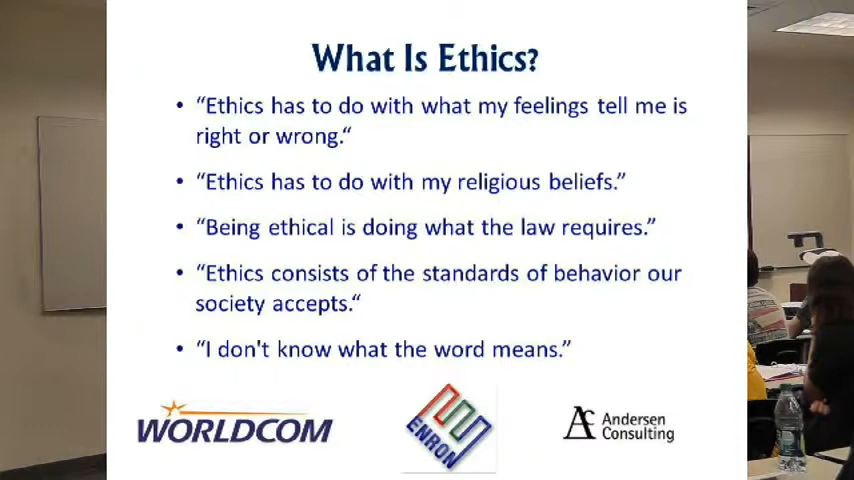 What Is Ethics?
• “Ethics has to do with what my feelings tell me is
right or wrong.“
• “Ethics has to do with my religious beliefs.”
• “Being ethical is doing what the law requires.”
• “Ethics consists of the standards of behavior our
society accepts.“
• “I don't know what the word means.”
WORLDCOM
ENRON
AC Andersen
Consulting